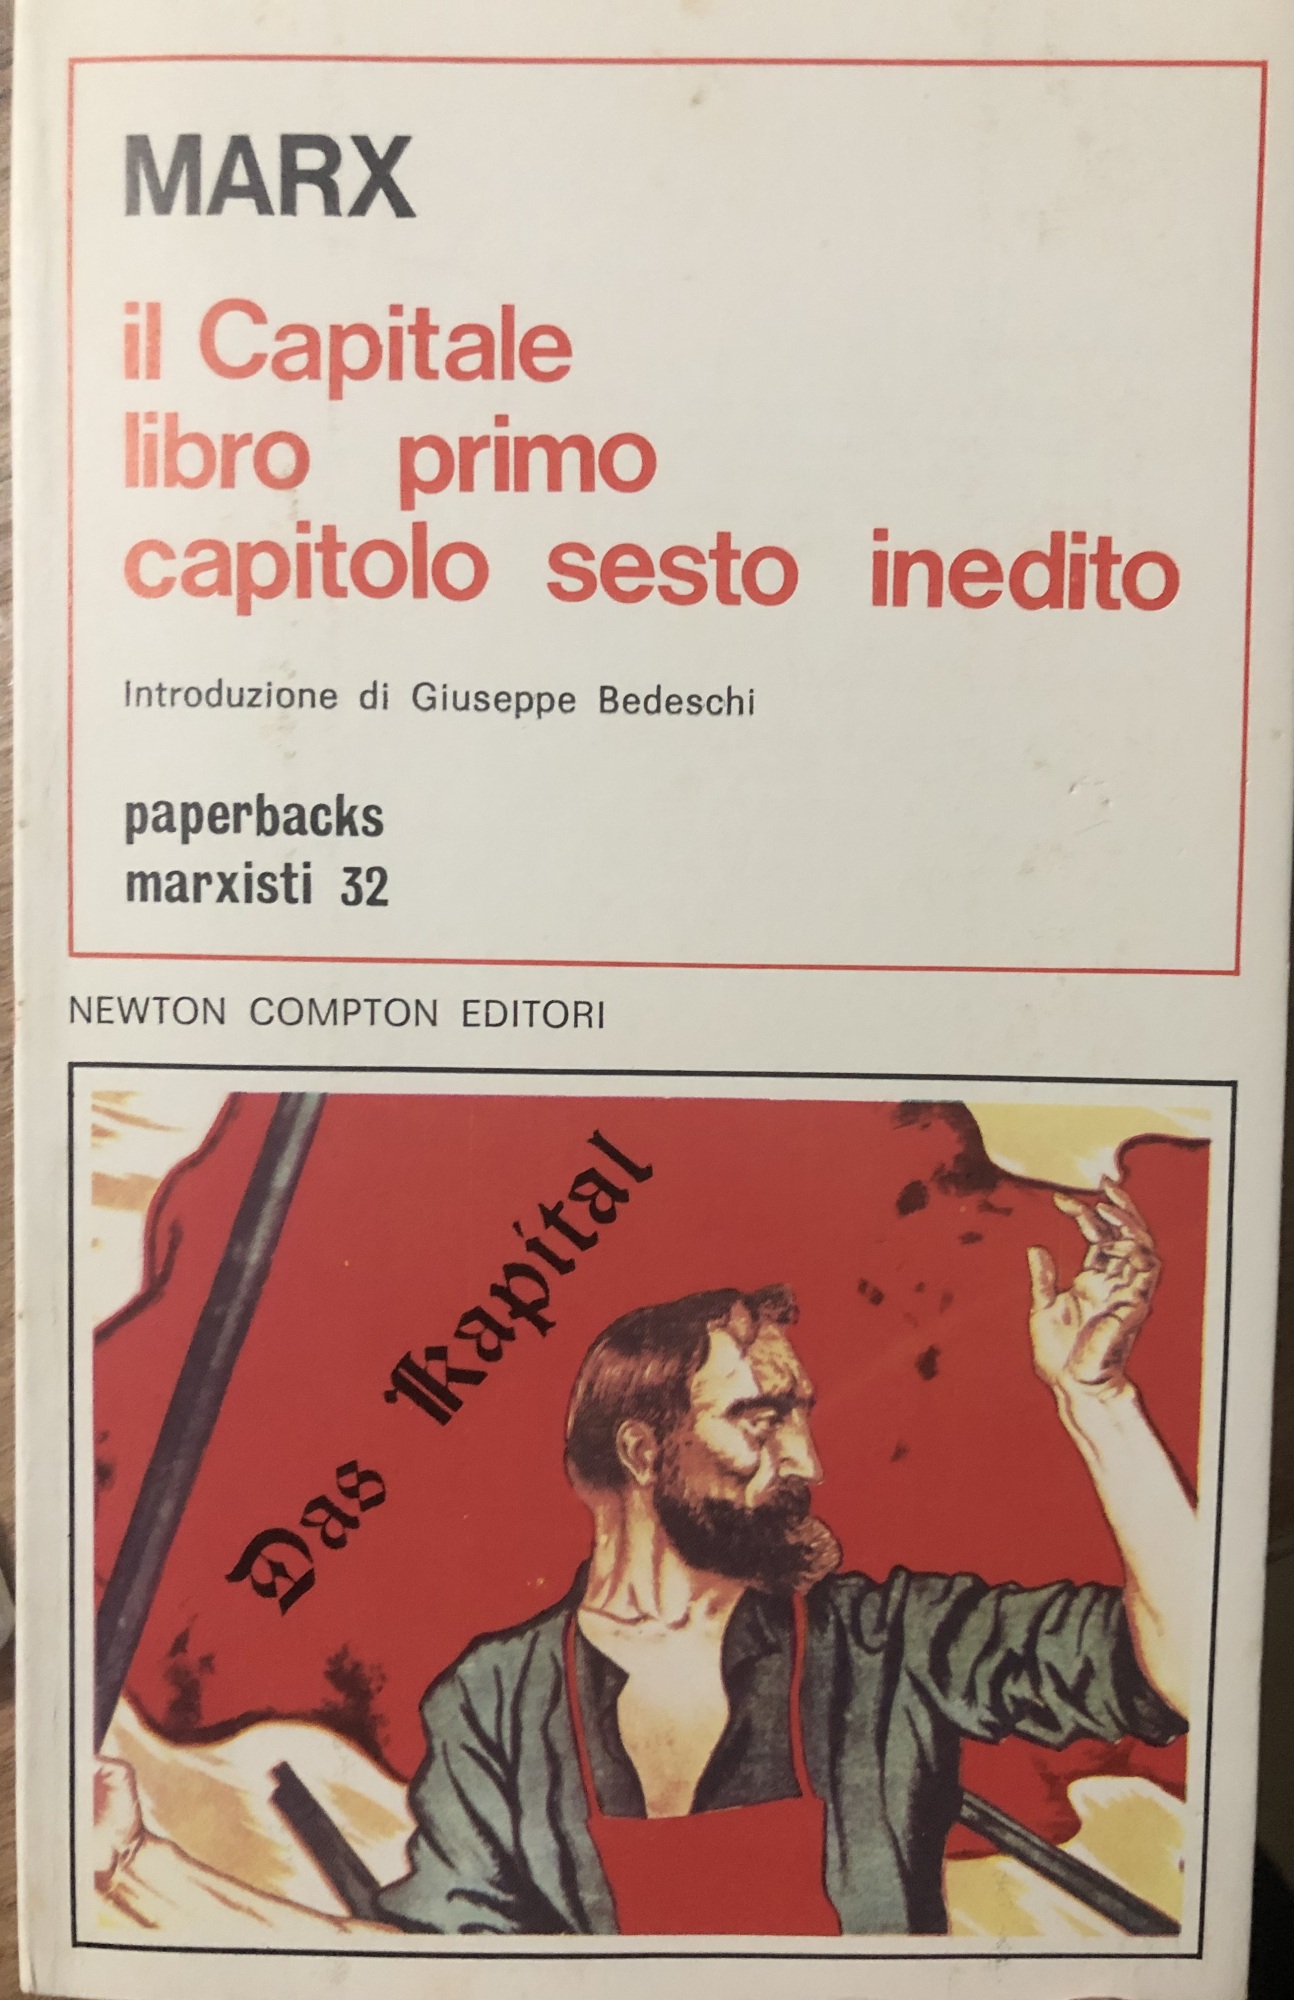 MARX
il Capitale
libro primo
capitolo sesto inedito
Introduzione di Giuseppe Bedeschi
paperbacks
marxisti 32
NEWTON COMPTON EDITORI
Das Kapital